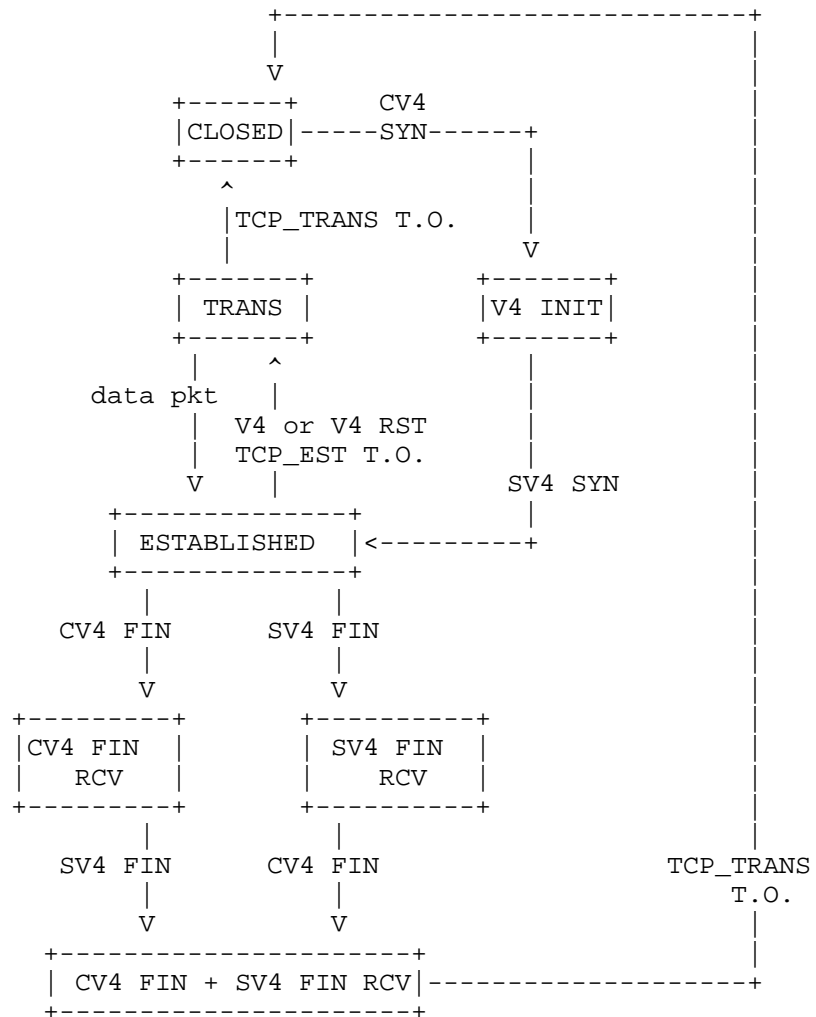 CV4
CLOSED
SYN
TCP_TRANS T.O.
TRANS
V4 INIT
data pkt
V4 or V4 RST
TCP_EST T.O.
SV4 SYN
ESTABLISHED
CV4 FIN SV4 FIN
CV4 FIN SV4 FIN
RCV RCV
SV4 FIN CV4 FIN TCP_TRANS
T.O.
CV4 FIN + SV4 FIN RCV